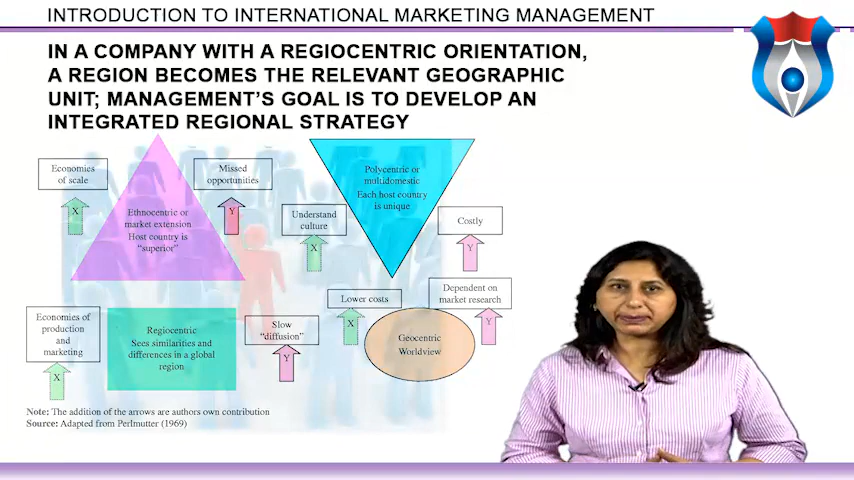 INTRODUCTION TO INTERNATIONAL MARKETING MANAGEMENT
IN A COMPANY WITH A REGIOCENTRIC ORIENTATION,
A REGION BECOMES THE RELEVANT GEOGRAPHIC
UNIT; MANAGEMENT'S GOAL IS TO DEVELOP AN
INTEGRATED REGIONAL STRATEGY
Economies
of scale
X
Ethnocentric or
market extension
Host country is
"superior"
Missed
opportunities
Y
Polycentric or
multidomestic
Each host country
is unique
Understand
culture
X
Costly
Y
Economies of
production
and
marketing
X
Regiocentric
Sees similarities and
differences in a global
region
Slow
"diffusion"
Y
Lower costs
X
Geocentric
Worldview
Dependent on
market research
Y
Note: The addition of the arrows are authors own contribution
Source: Adapted from Perlmutter (1969)